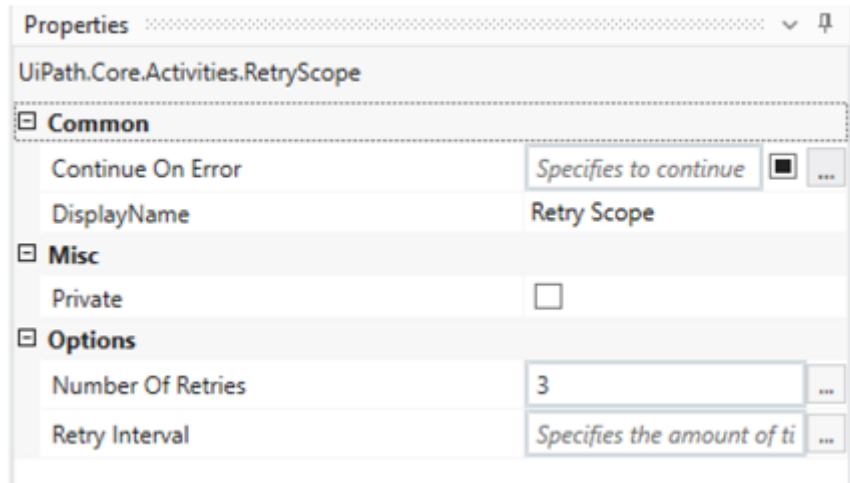 Properties
UiPath.Core.Activities.RetryScope
Common
Continue On Error Specifies to continue ...
DisplayName Retry Scope
Misc
Private
Options
Number Of Retries 3 ...
Retry Interval Specifies the amount of ti ...